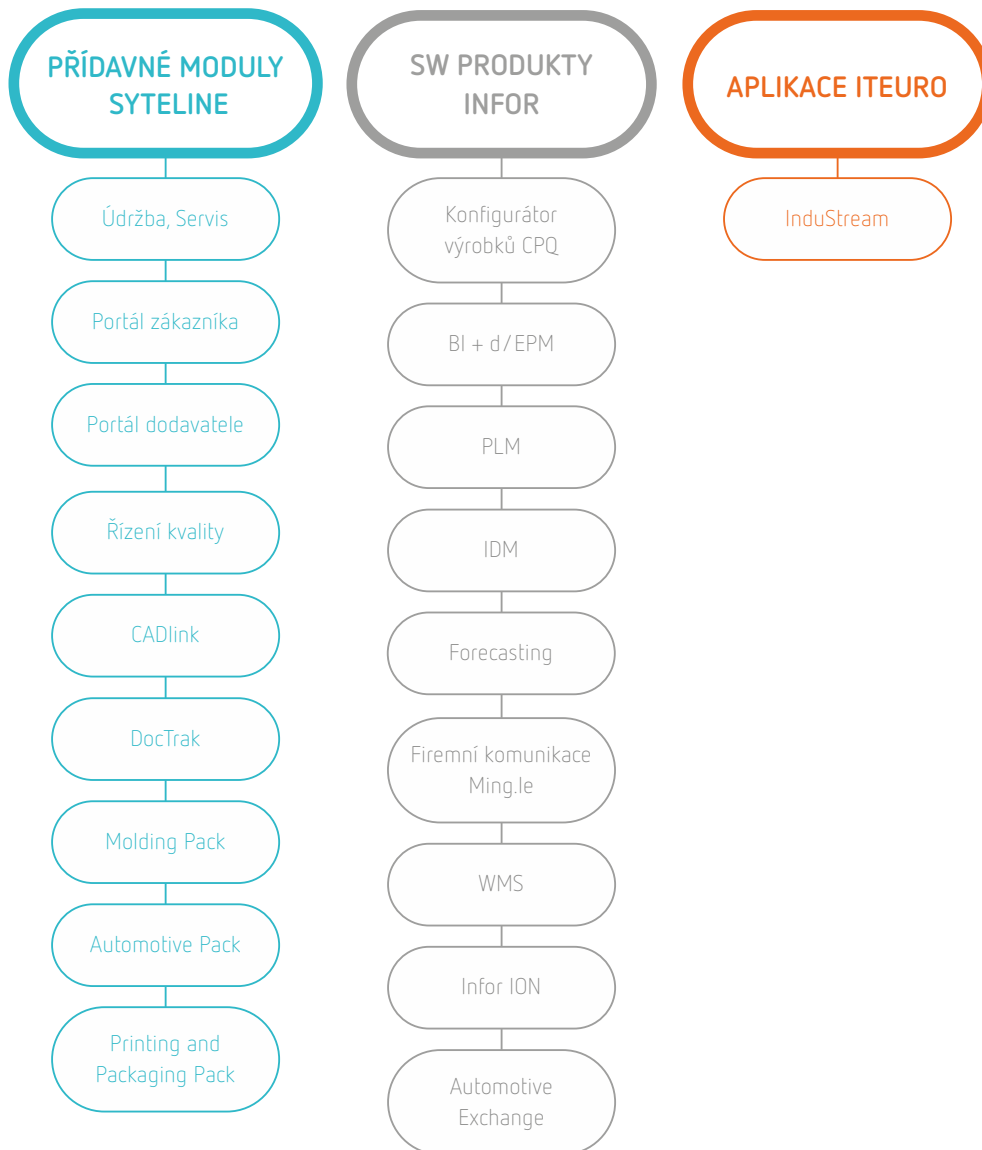 PŘÍDAVNÉ MODULY
SYTELINE
Údržba, Servis
Portál zákazníka
Portál dodavatele
Řízení kvality
CADlink
DocTrak
Molding Pack
Automotive Pack
Printing and
Packaging Pack
SW PRODUKTY
INFOR
Konfigurátor
výrobků CPQ
BI + d/EPM
PLM
IDM
Forecasting
Firemní komunikace
Ming.le
WMS
Infor ION
Automotive
Exchange
APLIKACE ITEURO
InduStream